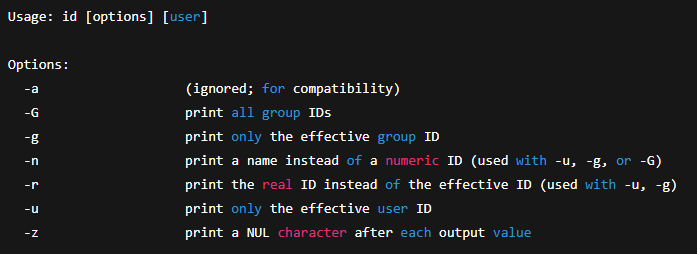 Usage: id [options] [user]
Options:
-a (ignored; for compatibility)
-G print all group IDs
-g print only the effective group ID
-n print a name instead of a numeric ID (used with -u, -g, or -G)
-r print the real ID instead of the effective ID (used with -u, -g)
-u print only the effective user ID
-z print a NUL character after each output value